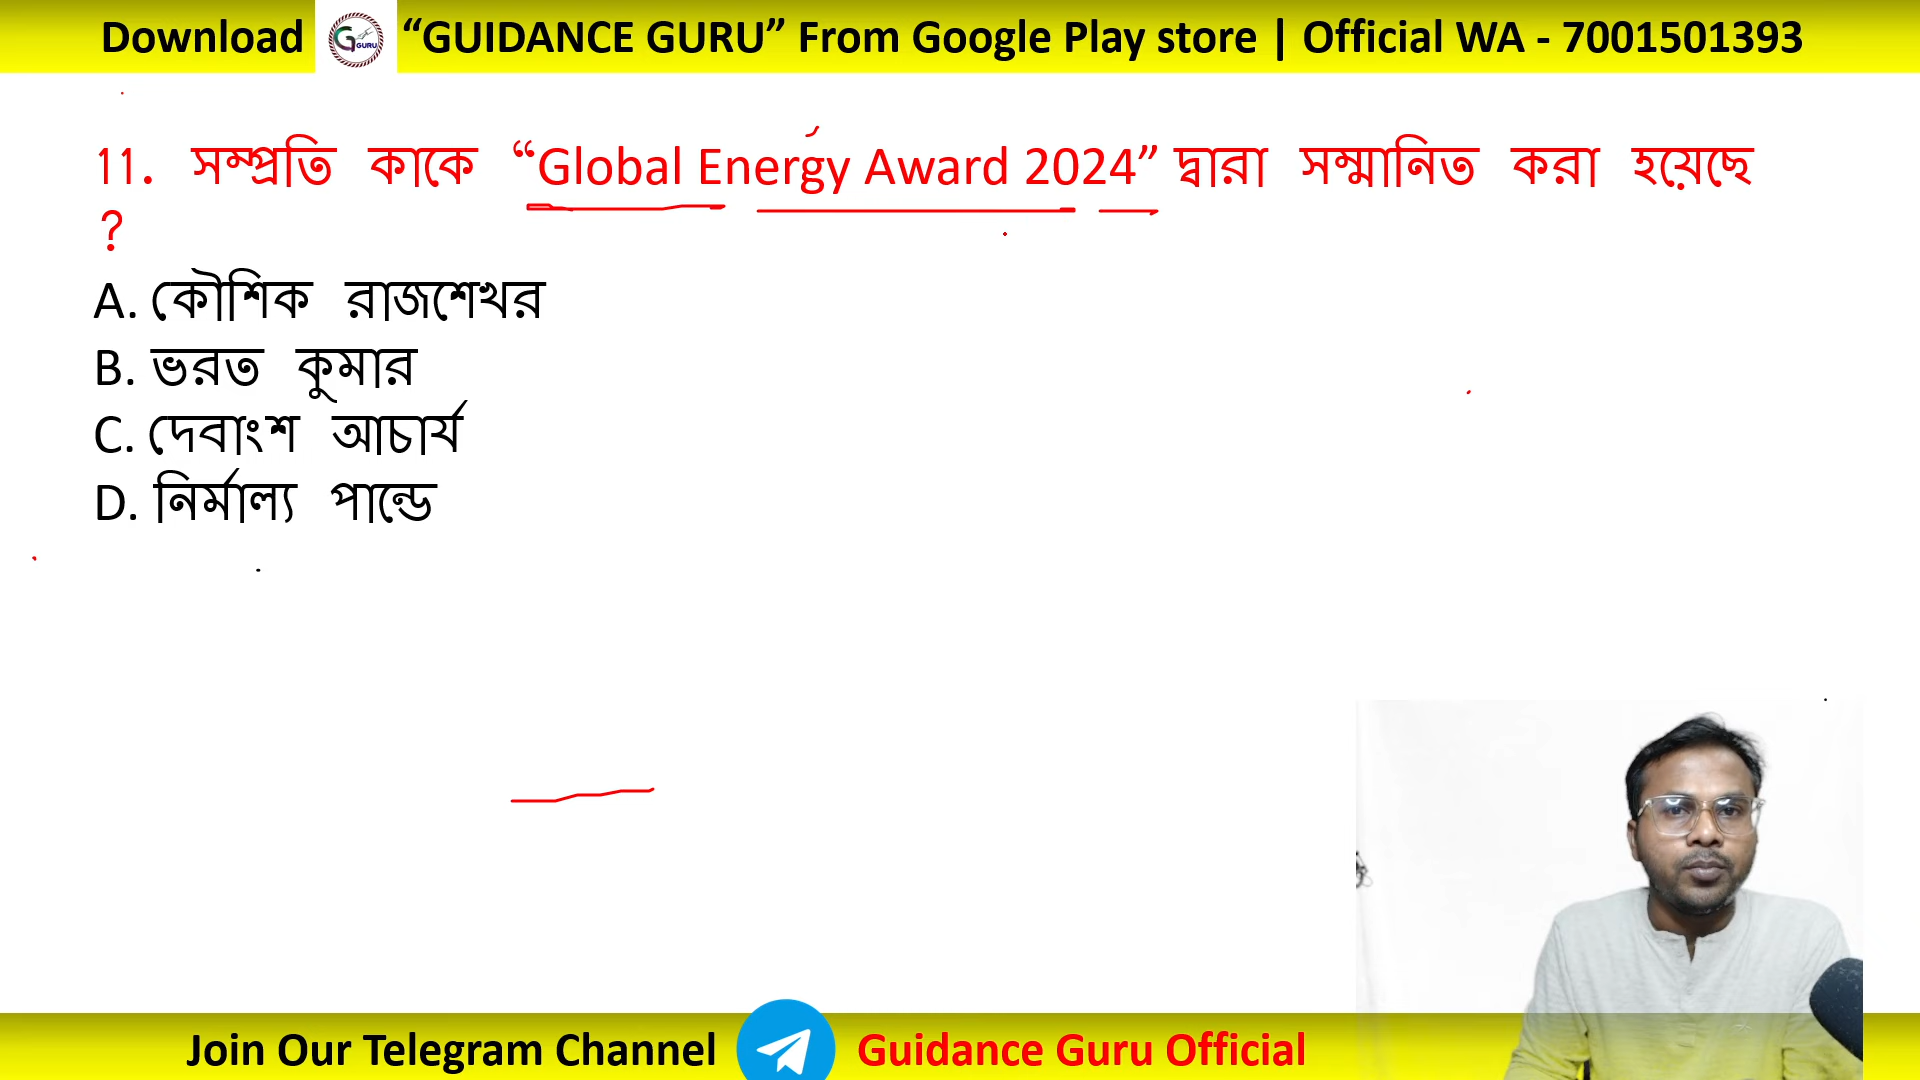 Download GURU “GUIDANCE GURU” From Google Play store | Official WA - 7001501393
11. সম্প্রতি কাকে “Global Energy Award 2024” দ্বারা সম্মানিত করা হয়েছে
?
A. কৌশিক রাজশেখর
B. ভরত কুমার
C. দেবাংশ আচার্য
D. নির্মাল্য পান্ডে
Join Our Telegram Channel Guidance Guru Official